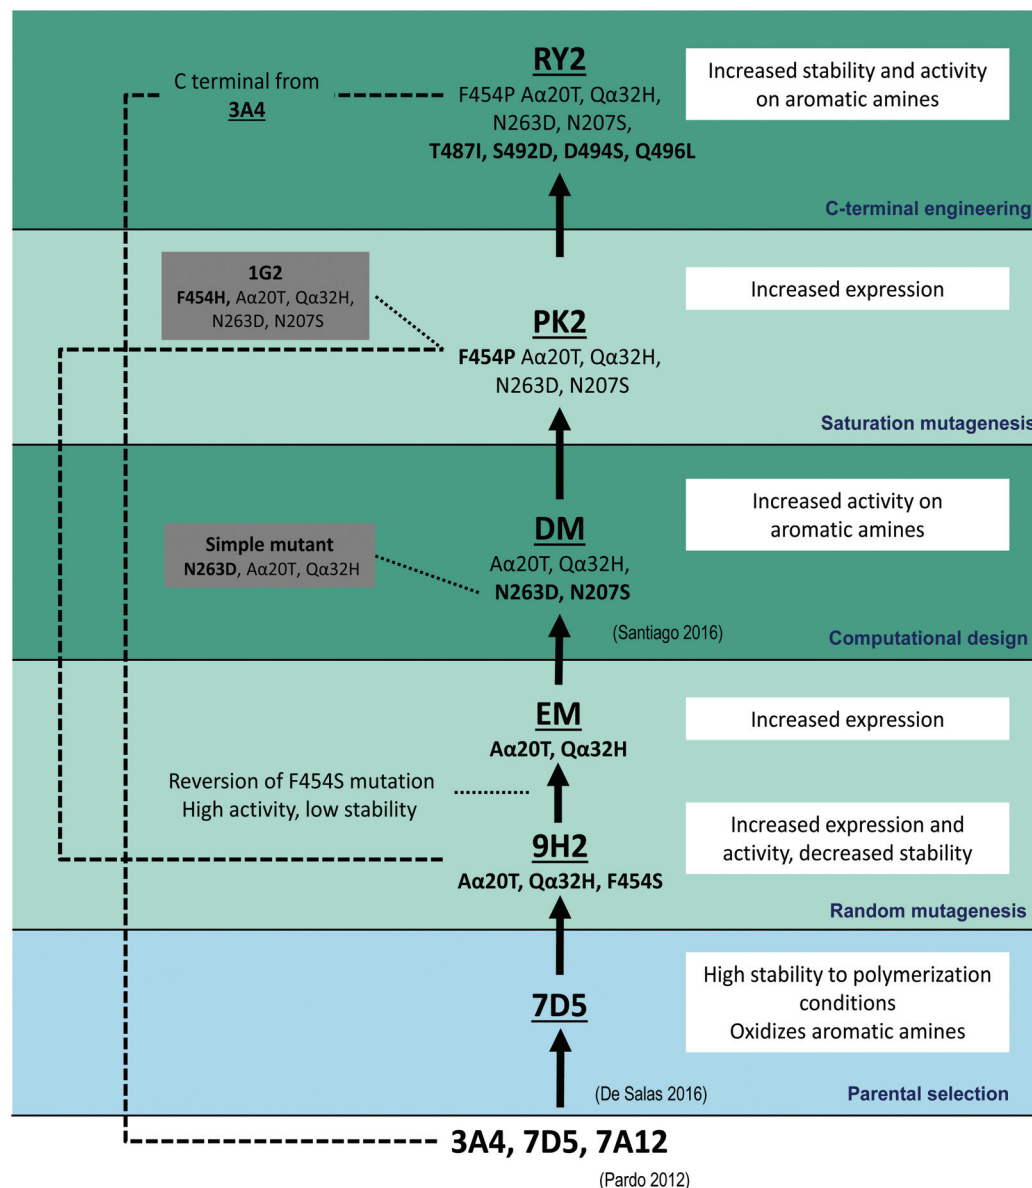 RY2
C terminal from
3A4
F454P Aα20T, Qα32H,
N263D, N207S,
T487I, S492D, D494S, Q496L
Increased stability and activity
on aromatic amines
C-terminal engineering
1G2
F454H, Aα20T, Qα32H,
N263D, N207S
PK2
F454P Aα20T, Qα32H,
N263D, N207S
Increased expression
Saturation mutagenesis
Simple mutant
N263D, Aα20T, Qα32H
DM
Aα20T, Qα32H,
N263D, N207S
Increased activity on
aromatic amines
(Santiago 2016)
Computational design
EM
Aα20T, Qα32H
Increased expression
Reversion of F454S mutation
High activity, low stability
9H2
Aα20T, Qα32H, F454S
Increased expression and
activity, decreased stability
Random mutagenesis
7D5
High stability to polymerization
conditions
Oxidizes aromatic amines
(De Salas 2016)
Parental selection
3A4, 7D5, 7A12
(Pardo 2012)